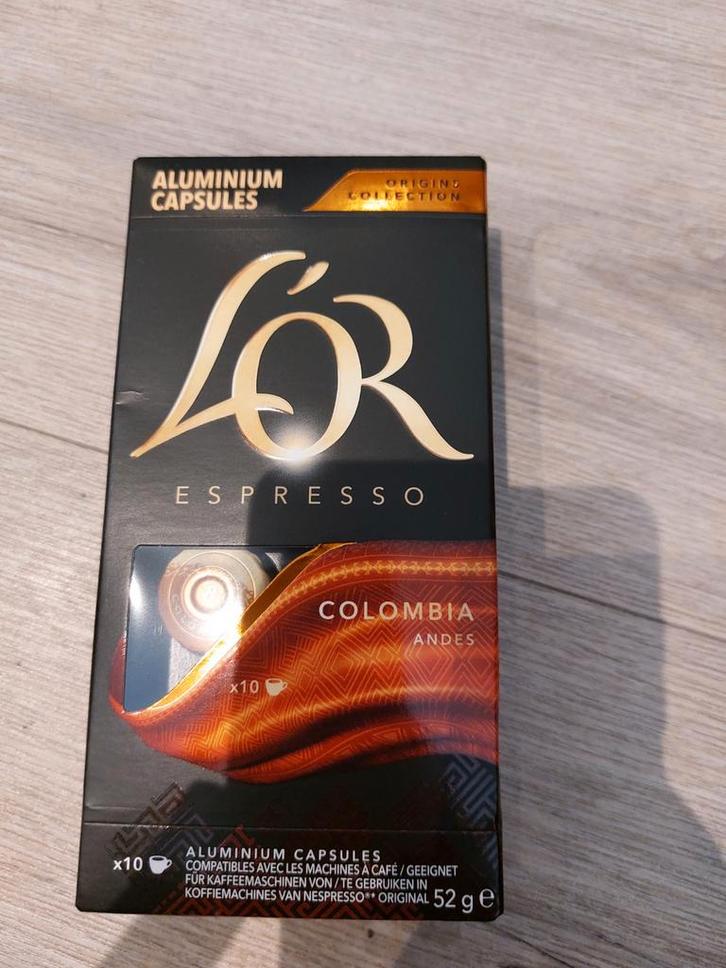 ALUMINIUM
CAPSULES
ORIGINS
COLLECTION
L'OR
ESPRESSO
COLOMBIA
ANDES
x10
x10
ALUMINIUM CAPSULES
COMPATIBLES AVEC LES MACHINES À CAFÉ / GEEIGNET
FÜR KAFFEEMASCHINEN VON / TE GEBRUIKEN IN
KOFFIEMACHINES VAN NESPRESSO** ORIGINAL
52 g e